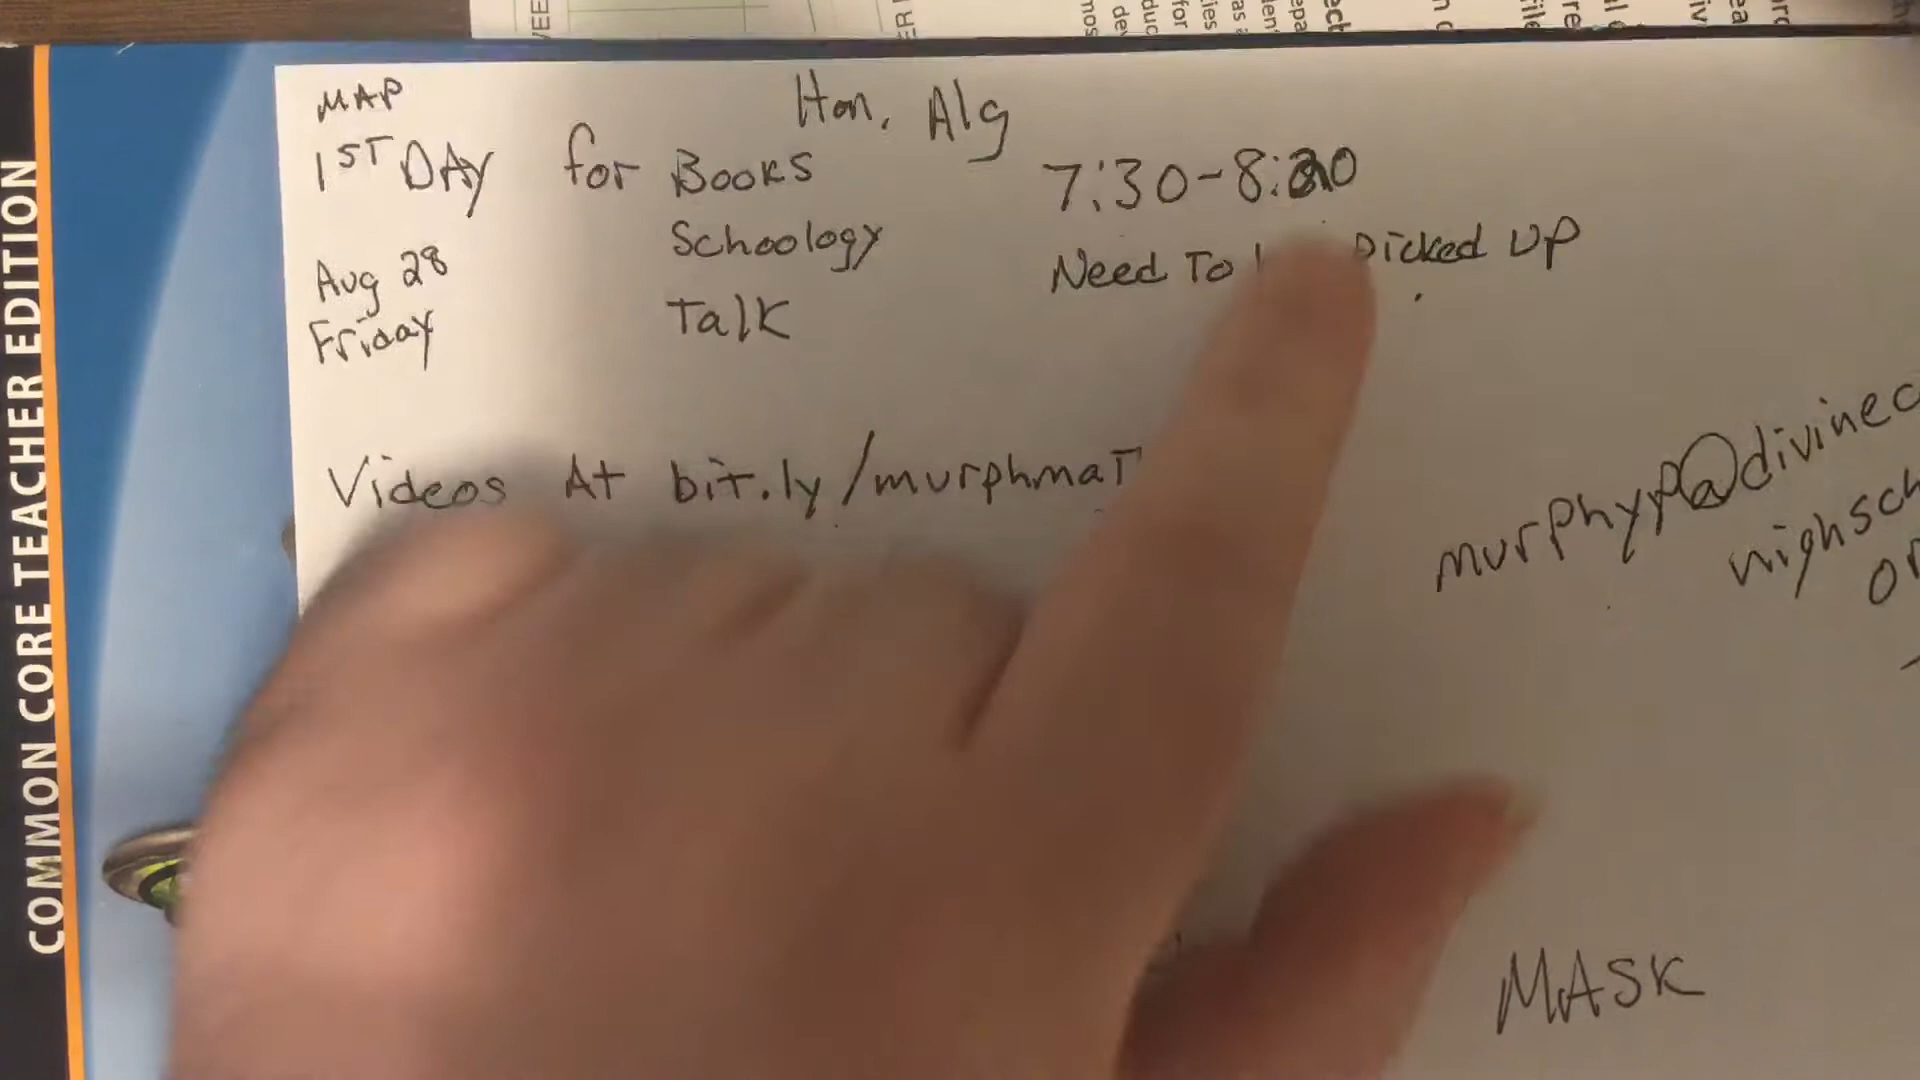 MAP
Hon. Alg
1ST DAY for Books
7:30-8:20
Schoology
Need To Picked UP
Aug 28
Friday
Talk
Videos At bit.ly/murphmaT
murphyp@divinec
highsch
or
MASK
COMMON CORE TEACHER EDITION